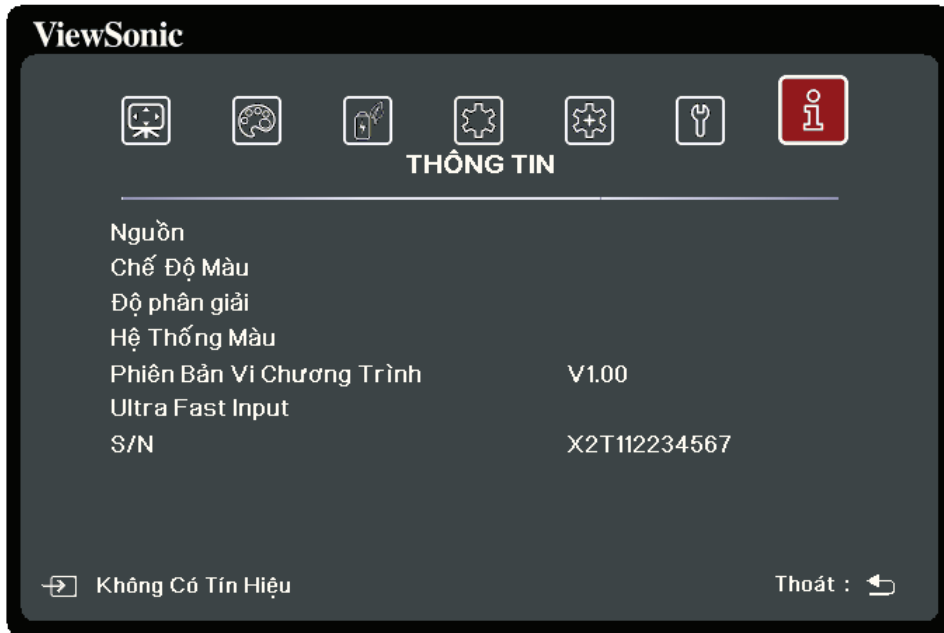 ViewSonic
THÔNG TIN
Nguồn
Chế Độ Màu
Độ phân giải
Hệ Thống Màu
Phiên Bản Vi Chương Trình V1.00
Ultra Fast Input
S/N X2T112234567
Không Có Tín Hiệu Thoát :